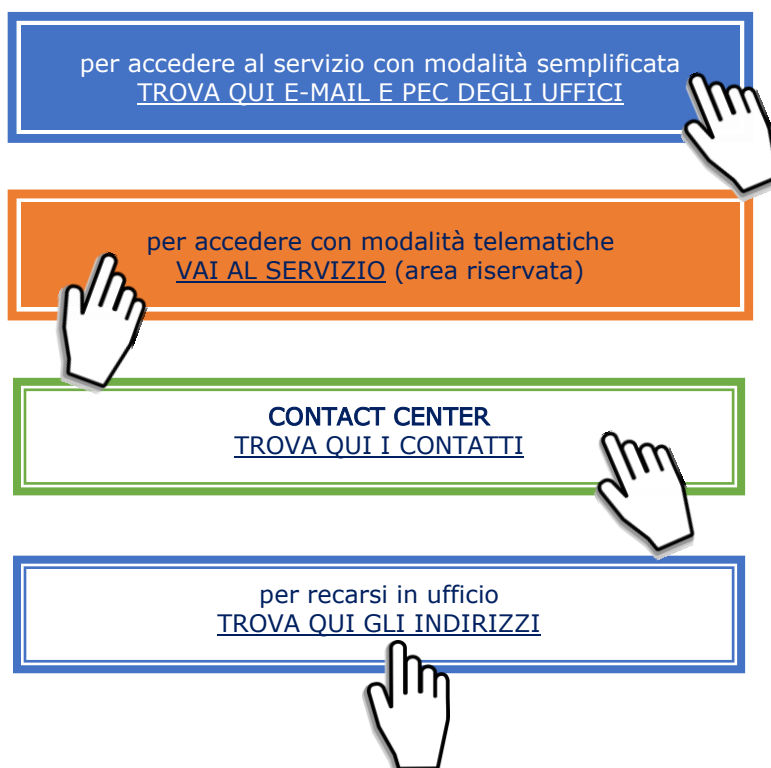 per accedere al servizio con modalità semplificata
TROVA QUI E-MAIL E PEC DEGLI UFFICI
per accedere con modalità telematiche
VAI AL SERVIZIO (area riservata)
CONTACT CENTER
TROVA QUI I CONTATTI
per recarsi in ufficio
TROVA QUI GLI INDIRIZZI